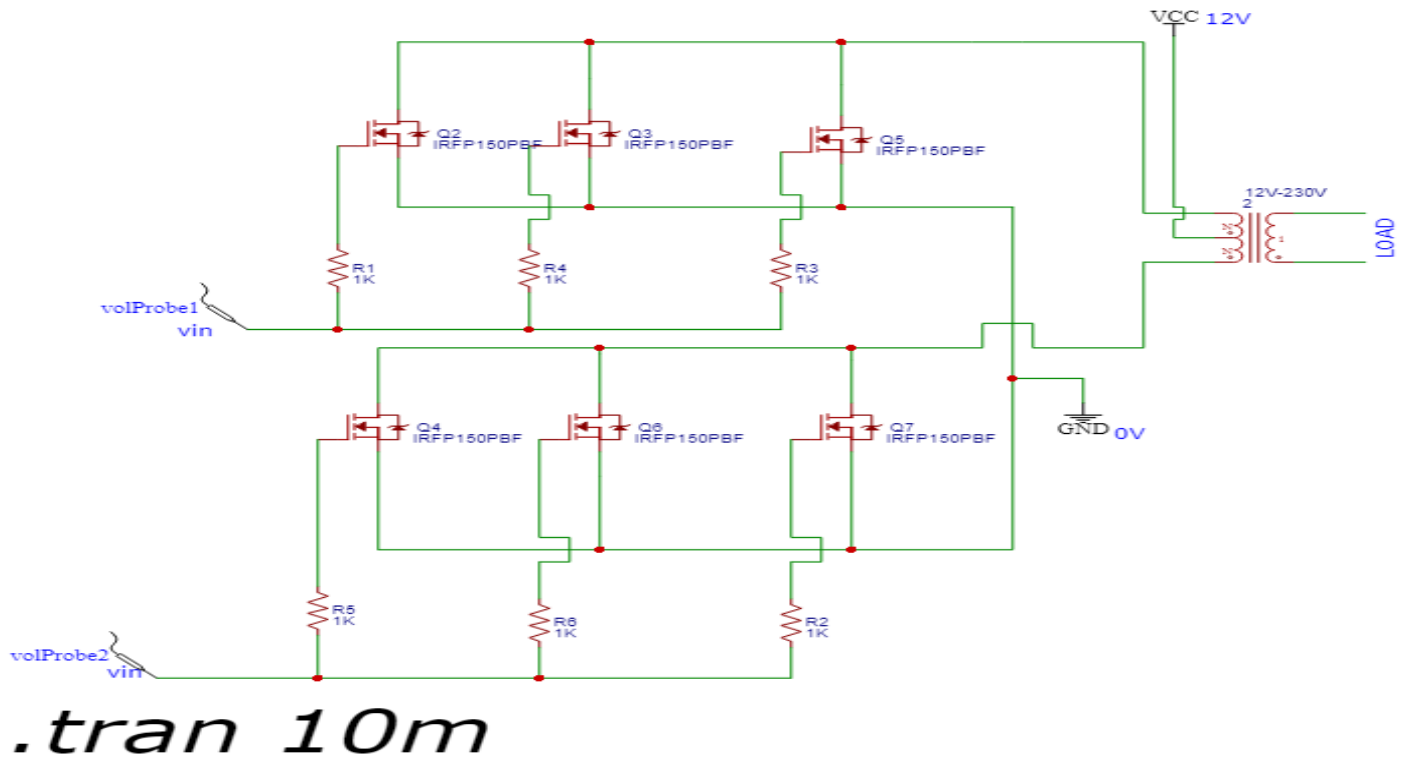 VCC 12V
Q2
IRFP150PBF
Q3
IRFP150PBF
Q5
IRFP150PBF
12V-230V
2
1
LOAD
R1
1K
R4
1K
R3
1K
volProbe1
vin
Q4
IRFP150PBF
Q6
IRFP150PBF
Q7
IRFP150PBF
GND 0V
R5
1K
R6
1K
R2
1K
volProbe2
vin
.tran 10m